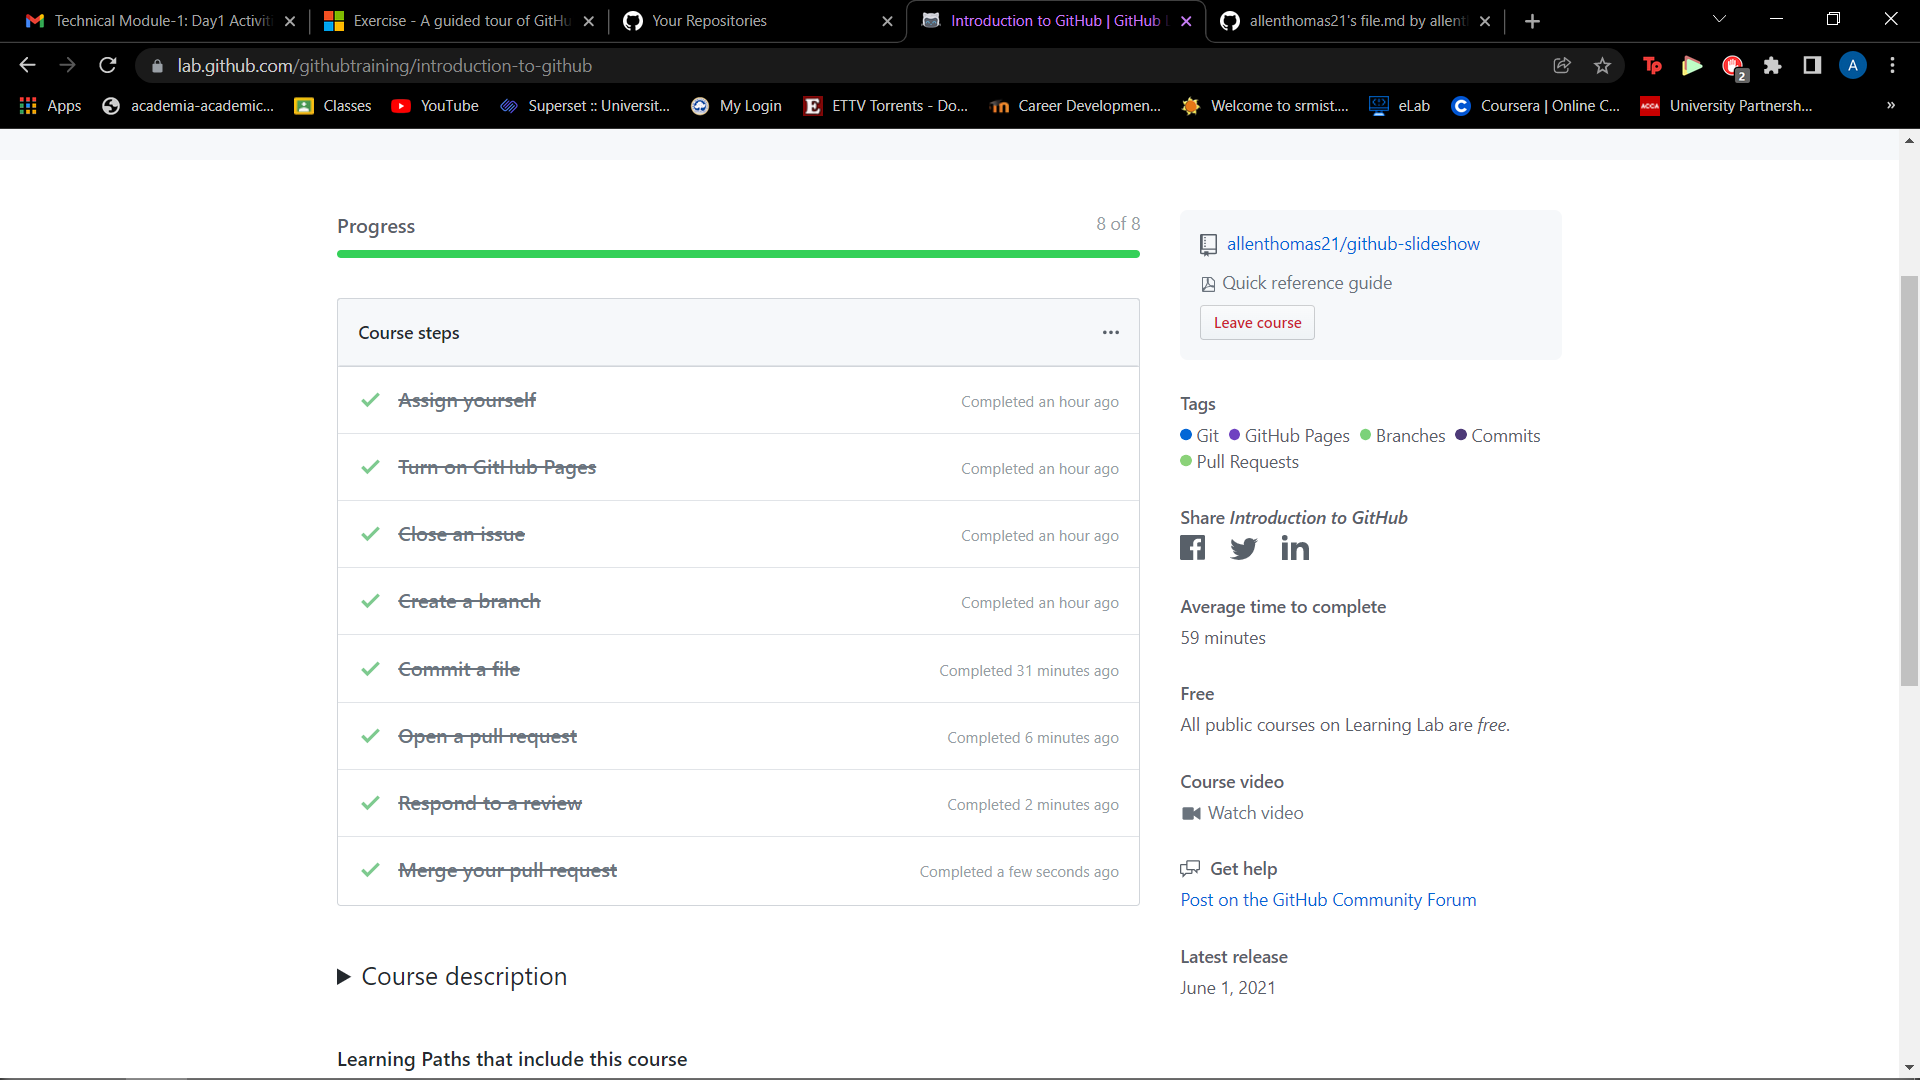 Technical Module-1: Day1 Activiti
Exercise - A guided tour of GitHu
Your Repositories
Introduction to GitHub | GitHub L
allenthomas21's file.md by allent
lab.github.com/githubtraining/introduction-to-github
Tp
2
A
Apps
academia-academic...
Classes
YouTube
Superset :: Universit...
My Login
ETTV Torrents - Do...
Career Developmen...
Welcome to srmist....
eLab
Coursera | Online C...
ACCA
University Partnersh...
»
Progress
8 of 8
Course steps
Assign yourself
Completed an hour ago
Turn on GitHub Pages
Completed an hour ago
Close an issue
Completed an hour ago
Create a branch
Completed an hour ago
Commit a file
Completed 31 minutes ago
Open a pull request
Completed 6 minutes ago
Respond to a review
Completed 2 minutes ago
Merge your pull request
Completed a few seconds ago
Course description
Learning Paths that include this course
allenthomas21/github-slideshow
Quick reference guide
Leave course
Tags
Git GitHub Pages Branches Commits
Pull Requests
Share Introduction to GitHub
Average time to complete
59 minutes
Free
All public courses on Learning Lab are free.
Course video
Watch video
Get help
Post on the GitHub Community Forum
Latest release
June 1, 2021